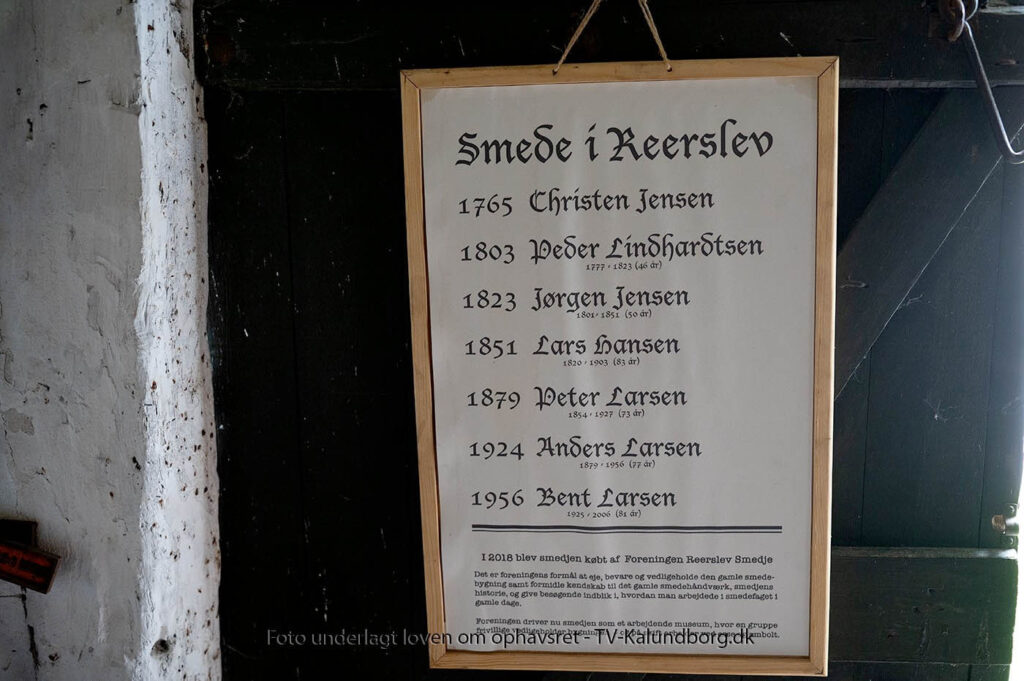 Smede i Reerslev
1765 Christen Jensen
1803 Peder Lindhardtsen
1777 - 1823 (46 år)
1823 Jørgen Jensen
1801 - 1851 (50 år)
1851 Lars Hansen
1820 - 1903 (83 år)
1879 Peter Larsen
1854 - 1927 (73 år)
1924 Anders Larsen
1879 - 1956 (77 år)
1956 Bent Larsen
1925 - 2006 (81 år)
I 2018 blev smedjen købt af Foreningen Reerslev Smedje
Det er foreningens formål at eje, bevare og vedligeholde den gamle smede-
bygning samt formidle kendskab til det gamle smedehåndværk, smedjens
historie, og give besøgende indblik i, hvordan man arbejdede i smedefaget i
gamle dage.
Foreningen driver nu smedjen som et arbejdende museum, hvor en gruppe
frivillige vedligeholder
Foto underlagt loven om ophavsret - TV-Kalundborg.dk